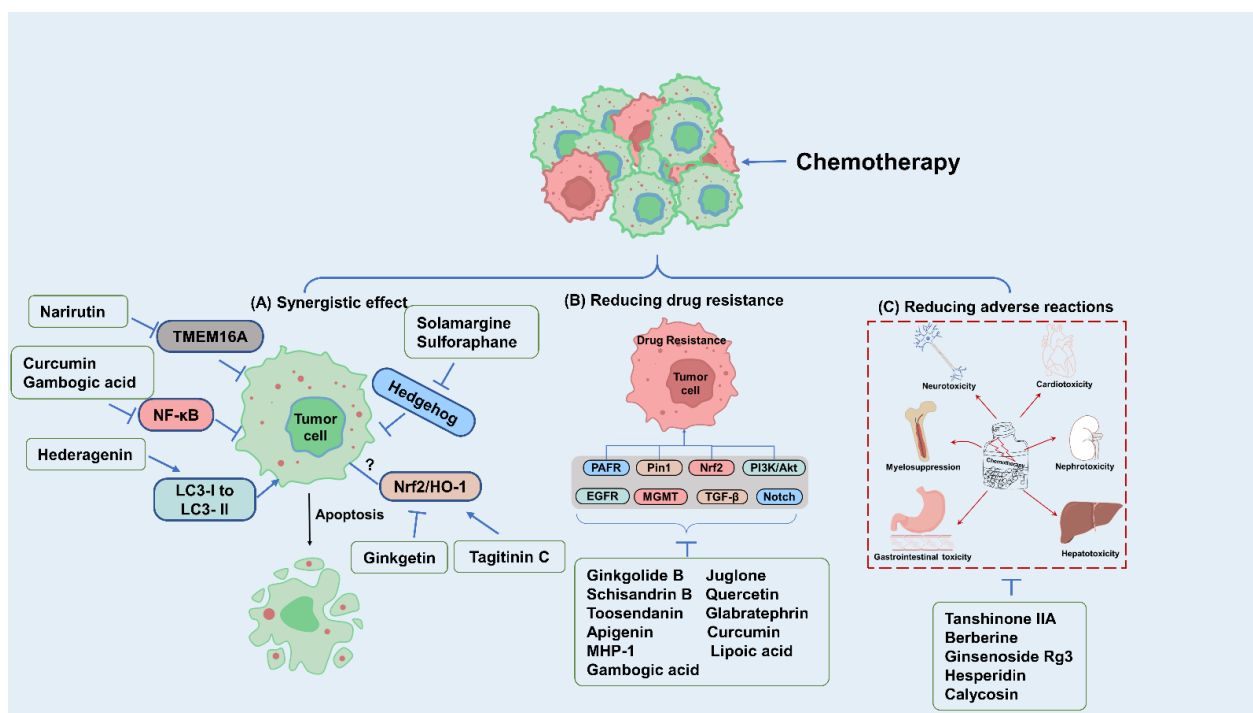 Chemotherapy
(A) Synergistic effect
Narirutin
TMEM16A
Curcumin
Gambogic acid
NF-κB
Hederagenin
LC3-I to
LC3- II
Solamargine
Sulforaphane
Hedgehog
Tumor
cell
?
Nrf2/HO-1
Apoptosis
Ginkgetin
Tagitinin C
(B) Reducing drug resistance
Drug Resistance
Tumor
cell
PAFR
Pin1
Nrf2
PI3K/Akt
EGFR
MGMT
TGF-β
Notch
Ginkgolide B
Schisandrin B
Toosendanin
Apigenin
MHP-1
Gambogic acid
Juglone
Quercetin
Glabratephrin
Curcumin
Lipoic acid
(C) Reducing adverse reactions
Neurotoxicity
Cardiotoxicity
Myelosuppression
Chemotherapy
Nephrotoxicity
Gastrointestinal toxicity
Hepatotoxicity
Tanshinone IIA
Berberine
Ginsenoside Rg3
Hesperidin
Calycosin